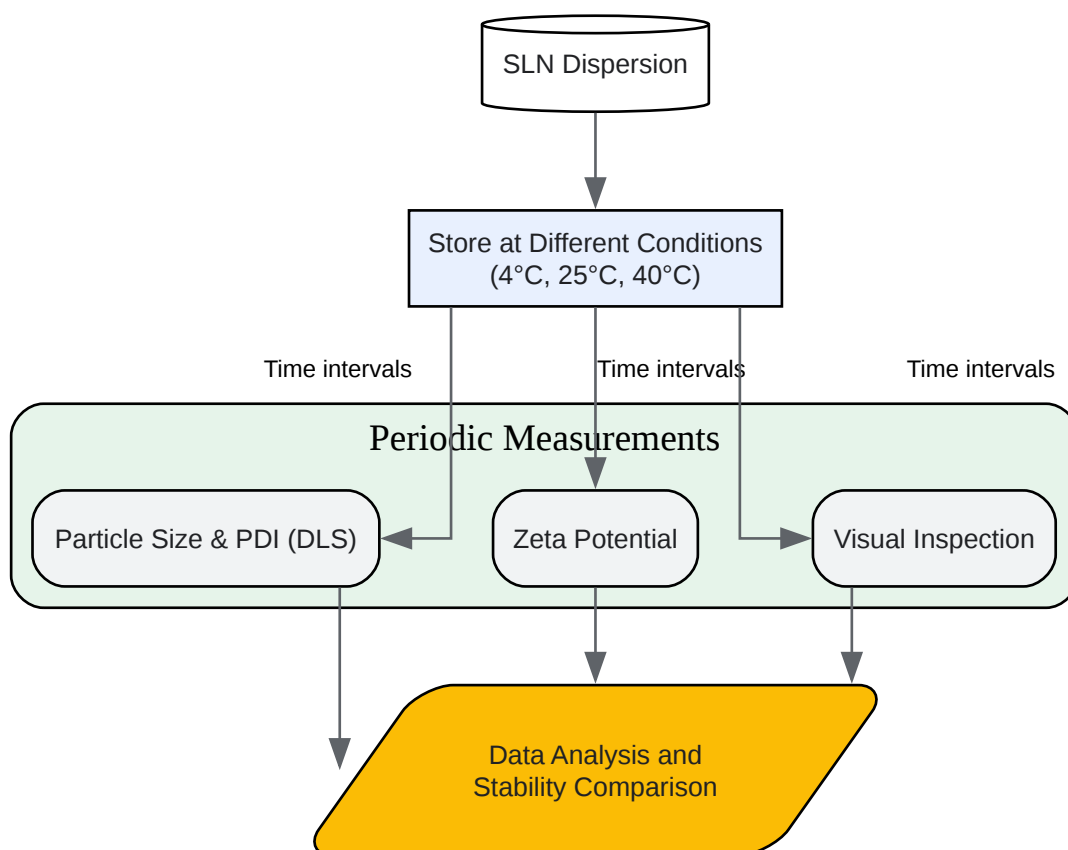 SLN Dispersion
Store at Different Conditions
(4°C, 25°C, 40°C)
Time intervals
Time intervals
Time intervals
Periodic Measurements
Particle Size & PDI (DLS)
Zeta Potential
Visual Inspection
Data Analysis and
Stability Comparison